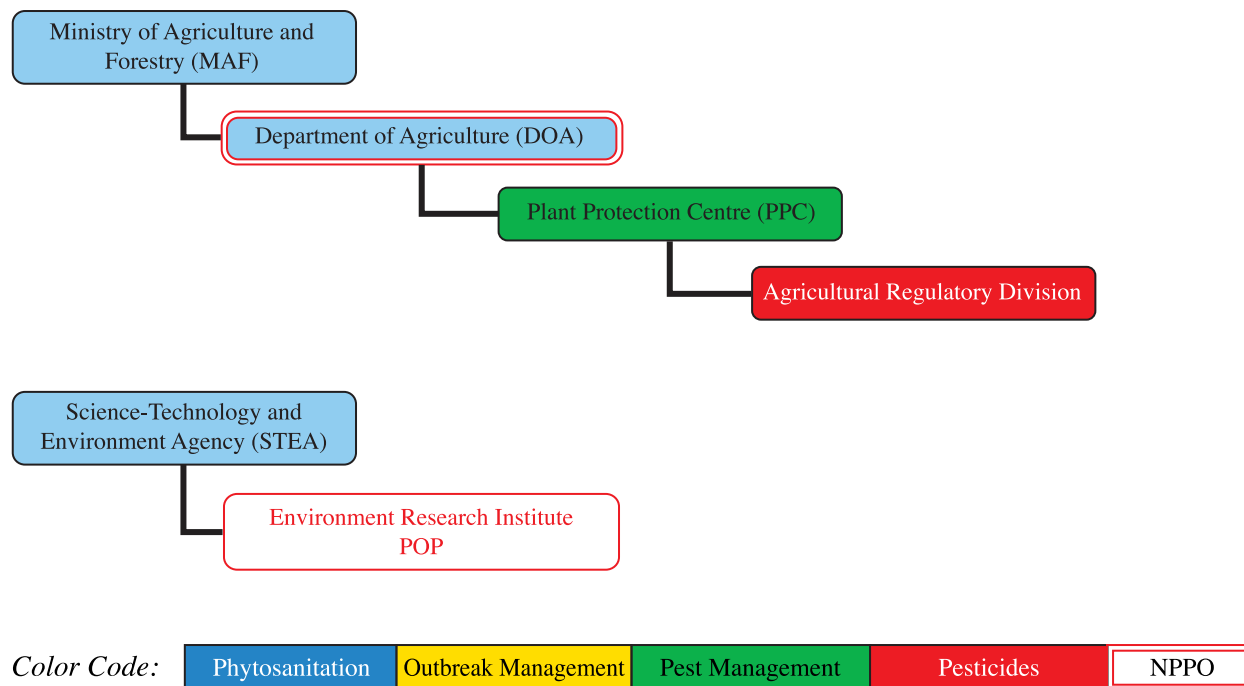 Ministry of Agriculture and
Forestry (MAF)
Department of Agriculture (DOA)
Plant Protection Centre (PPC)
Agricultural Regulatory Division
Science-Technology and
Environment Agency (STEA)
Environment Research Institute
POP
Color Code: Phytosanitation Outbreak Management Pest Management Pesticides NPPO